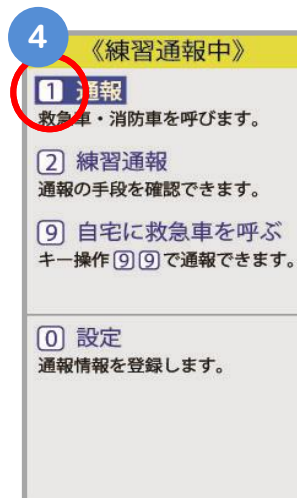 4
《練習通報中》
1 通報
救急車・消防車を呼びます。
2 練習通報
通報の手段を確認できます。
9 自宅に救急車を呼ぶ
キー操作99で通報できます。
0 設定
通報情報を登録します。